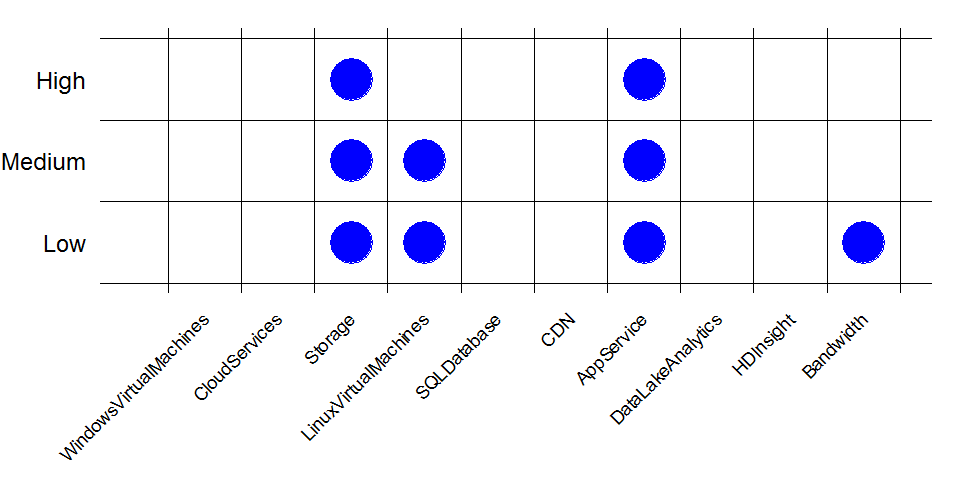 High
Medium
Low
WindowsVirtualMachines
CloudServices
Storage
LinuxVirtualMachines
SQLDatabase
CDN
AppService
DataLakeAnalytics
HDInsight
Bandwidth